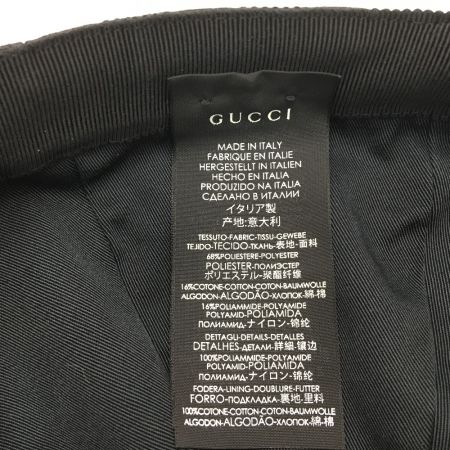 GUCCI
MADE IN ITALY
FABRIQUE EN ITALIE
HERGESTELLT IN ITALIEN
HECHO EN ITALIA
PRODUZIDO NA ITALIA
СДЕЛАНО В ИТАЛИИ
イタリア製
产地:意大利
TESSUTO-FABRIC-TISSU-GEWEBE
TEJIDO-TECIDO-ТКАНЬ-表地-面料
68%POLIESTERE-POLYESTER
POLIESTER-ПОЛИЭСТЕР
ポリエステル-聚酯纤维
16%COTONE-COTTON-COTON-BAUMWOLLE
ALGODON-ALGODÃO-ХЛОПОК-綿-棉
16%POLIAMMIDE-POLYAMIDE
POLYAMID-POLIAMIDA
ПОЛИАМИД-ナイロン-锦纶
DETTAGLI-DETAILS-DETAILLES
DETALHES-ДЕТАЛИ-詳細-镶边
100%POLIAMMIDE-POLYAMIDE
POLYAMID-POLIAMIDA
ПОЛИАМИД-ナイロン-锦纶
FODERA-LINING-DOUBLURE-FUTTER
FORRO-ПОДКЛАДКА-裏地-里料
100%COTONE-COTTON-COTON-BAUMWOLLE
ALGODON-ALGODÃO-ХЛОПОК-綿-棉